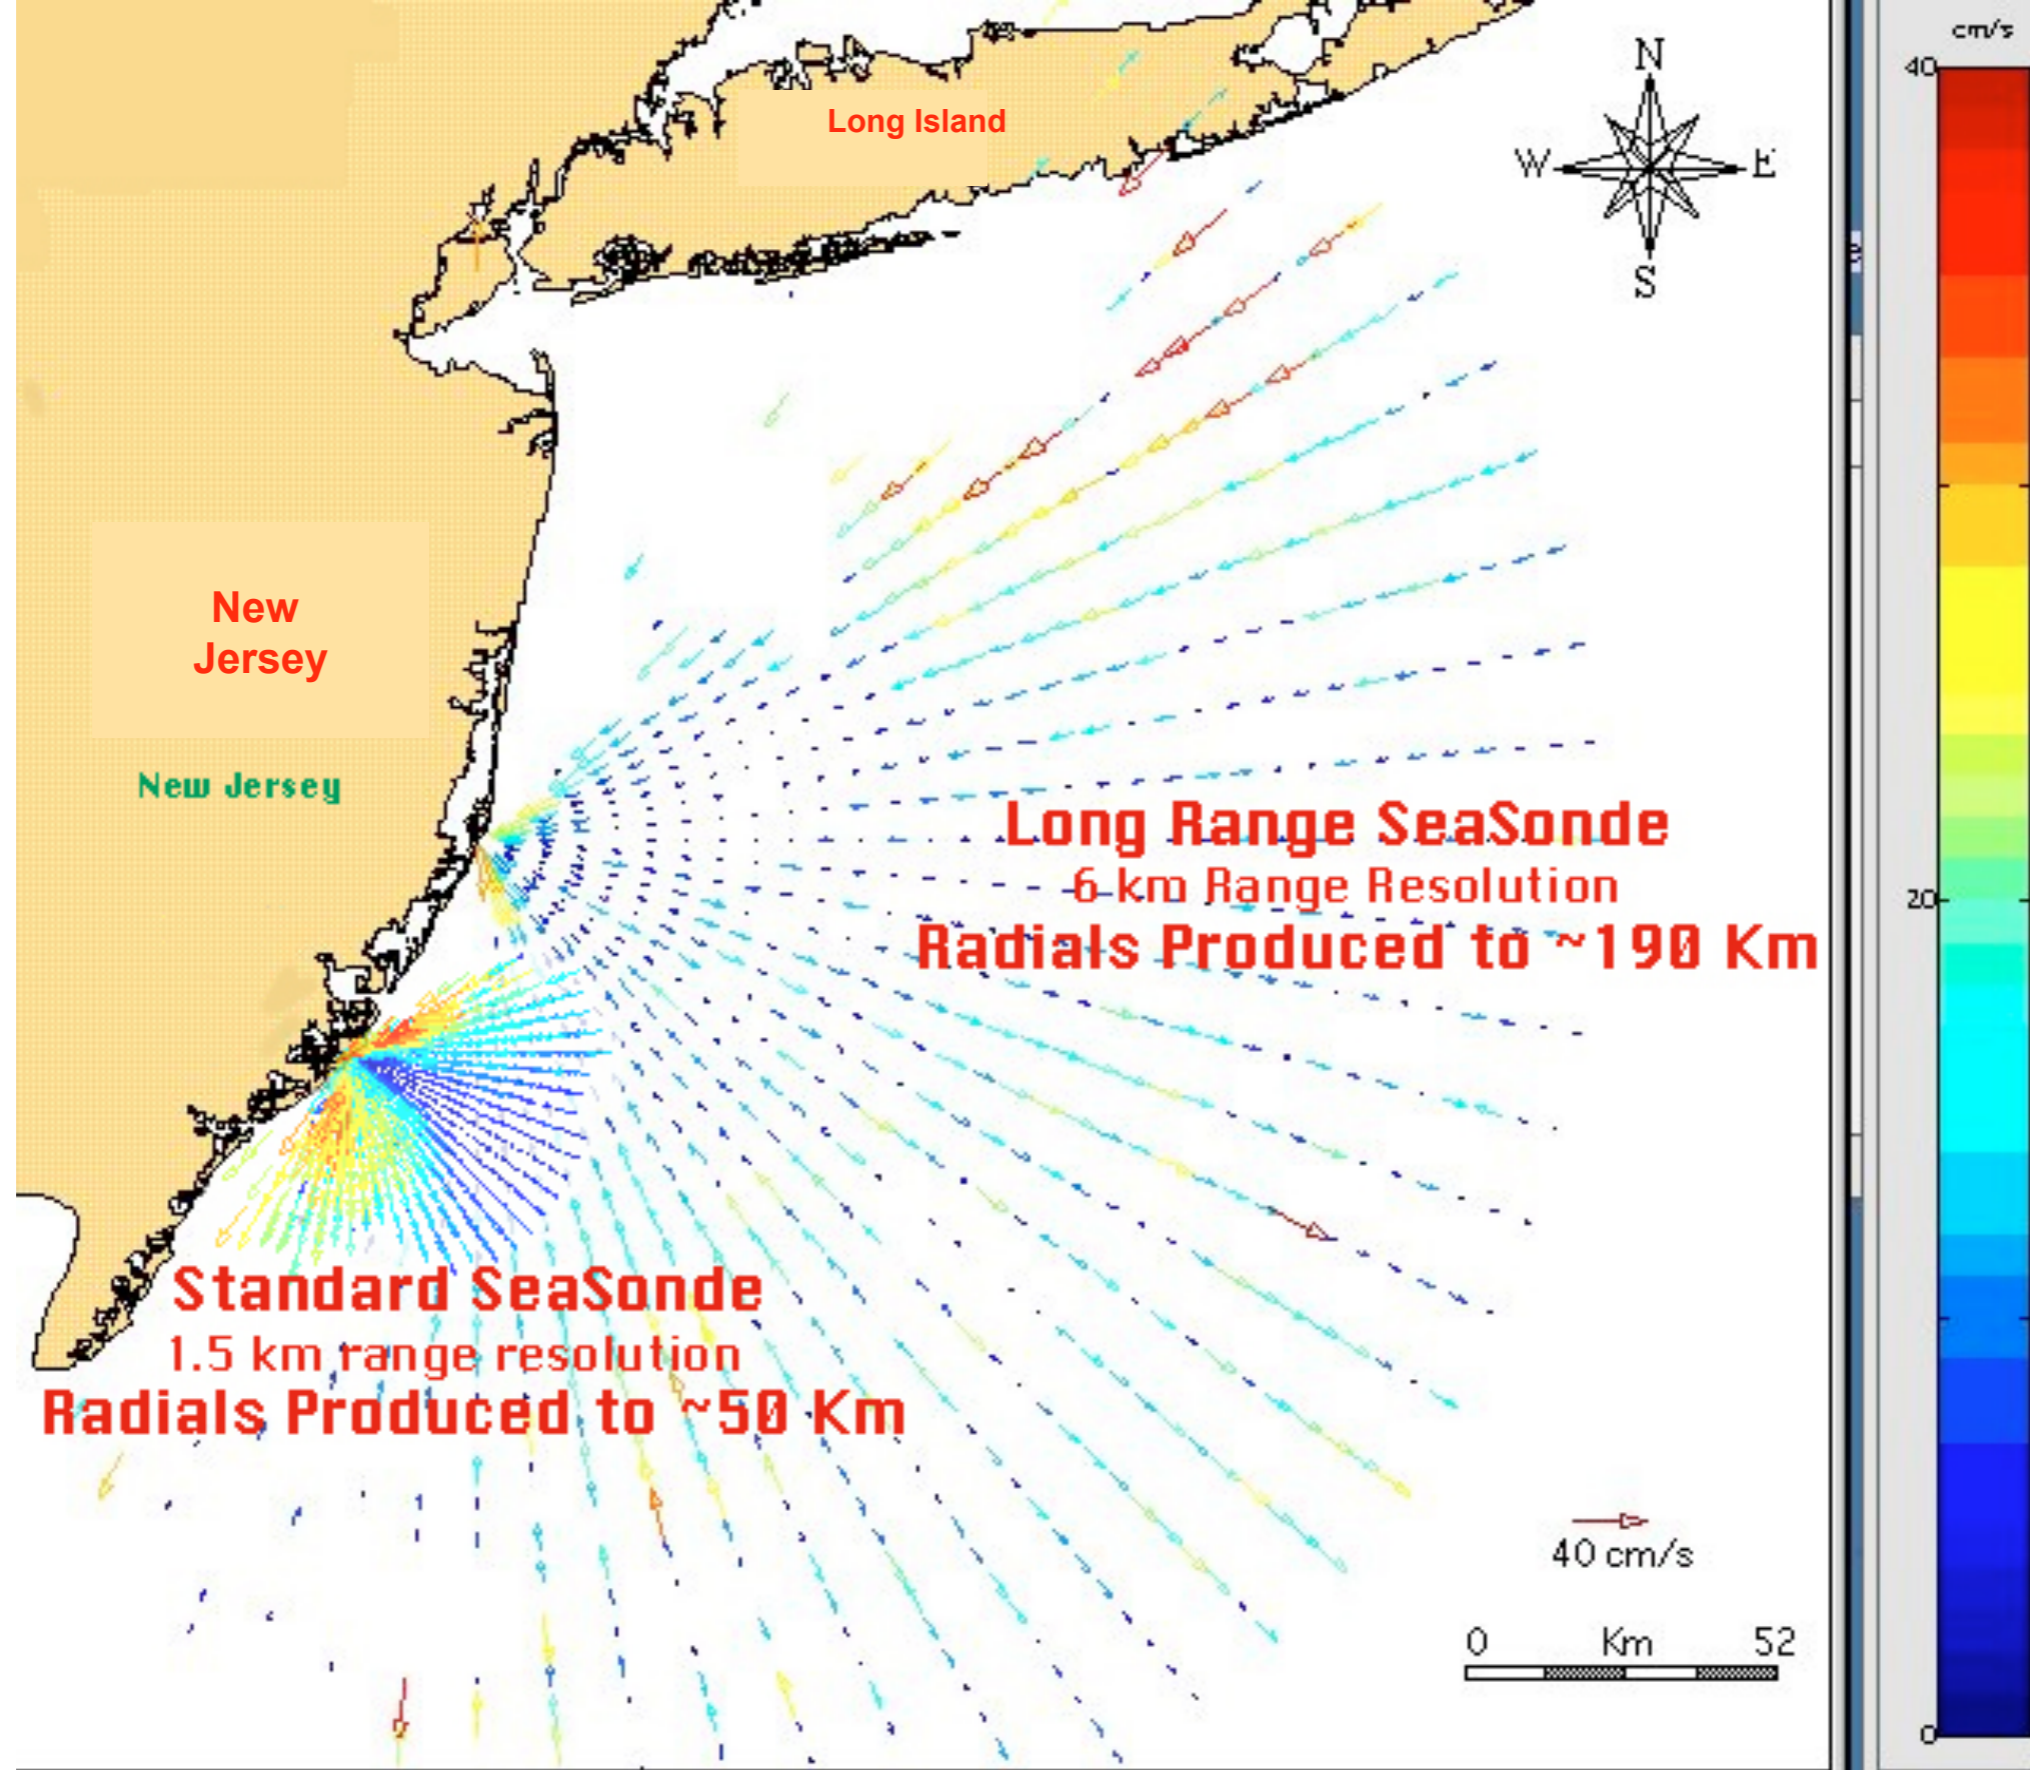 cm/s
40
N
Long Island
W
E
S
New
Jersey
New Jersey
Long Range SeaSonde
6 km Range Resolution
20
Radials Produced to ~190 Km
Standard SeaSonde
1.5 km range resolution
Radials Produced to ~50 Km
40 cm/s
0 Km 52
0